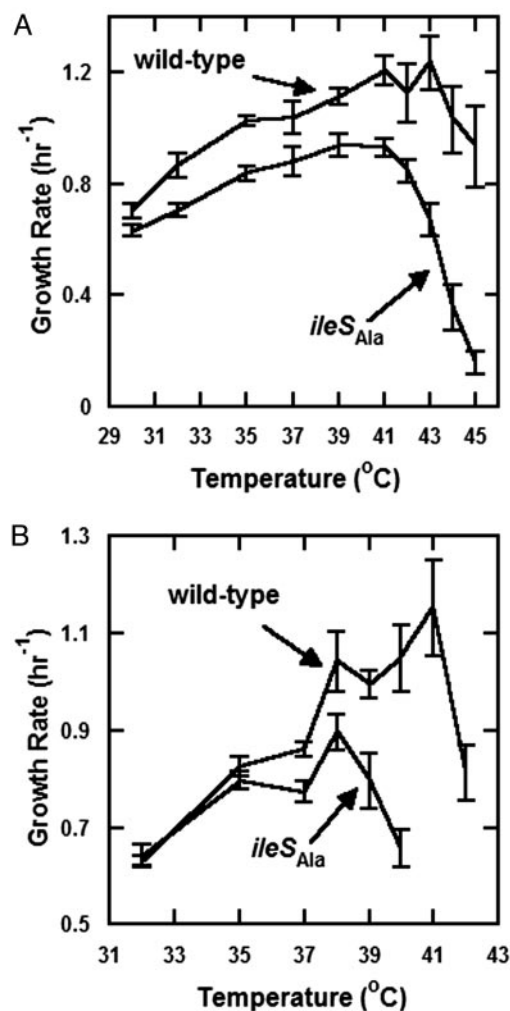 A
1.2
0.8
0.4
0
Growth Rate (hr⁻¹)
wild-type
ileS_Ala
29 31 33 35 37 39 41 43 45
Temperature (°C)
B
1.3
1.1
0.9
0.7
0.5
Growth Rate (hr⁻¹)
wild-type
ileS_Ala
31 33 35 37 39 41 43
Temperature (°C)